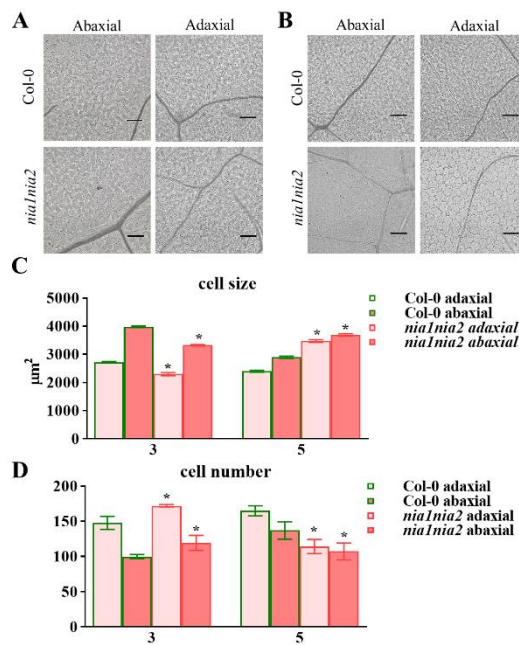 A
Abaxial
Adaxial
Col-0
nia1nia2
B
Abaxial
Adaxial
Col-0
nia1nia2
C
cell size
5000
4000
3000
2000
1000
0
μm²
*
*
*
*
3
5
Col-0 adaxial
Col-0 abaxial
nia1nia2 adaxial
nia1nia2 abaxial
D
cell number
200
150
100
50
0
*
*
*
*
3
5
Col-0 adaxial
Col-0 abaxial
nia1nia2 adaxial
nia1nia2 abaxial